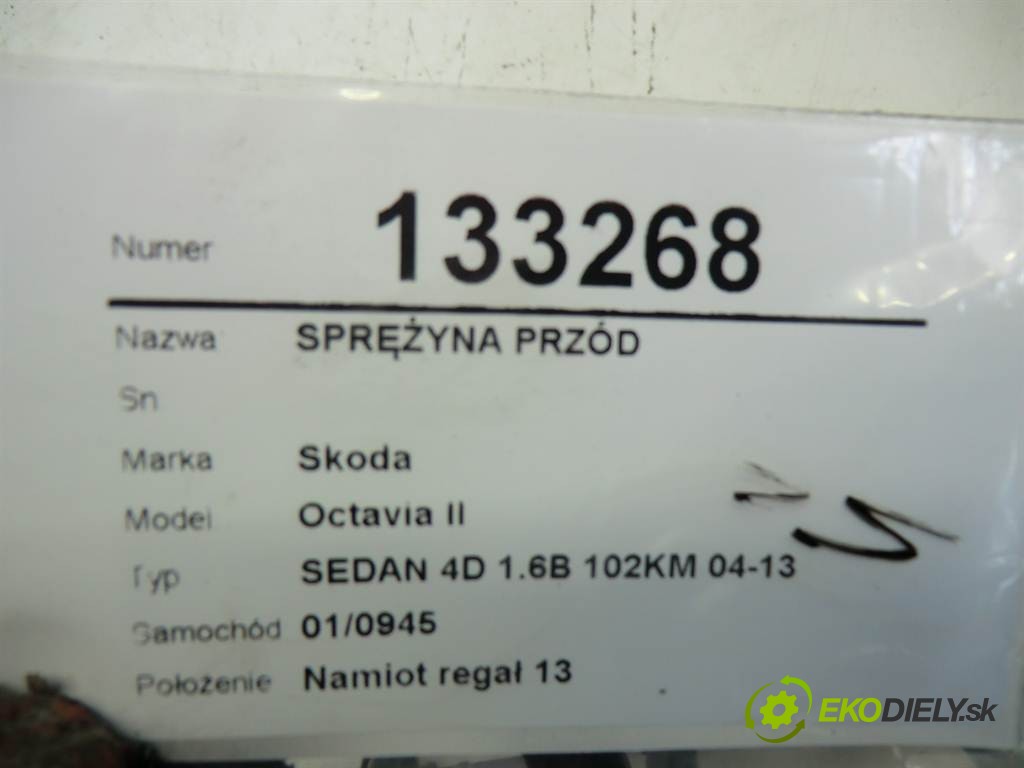 Numer 133268
Nazwa SPRĘŻYNA PRZÓD
Sn
Marka Skoda
Model Octavia II
Typ SEDAN 4D 1.6B 102KM 04-13
Samochód 01/0945
Położenie Namiot regał 13
EKODIELY.sk